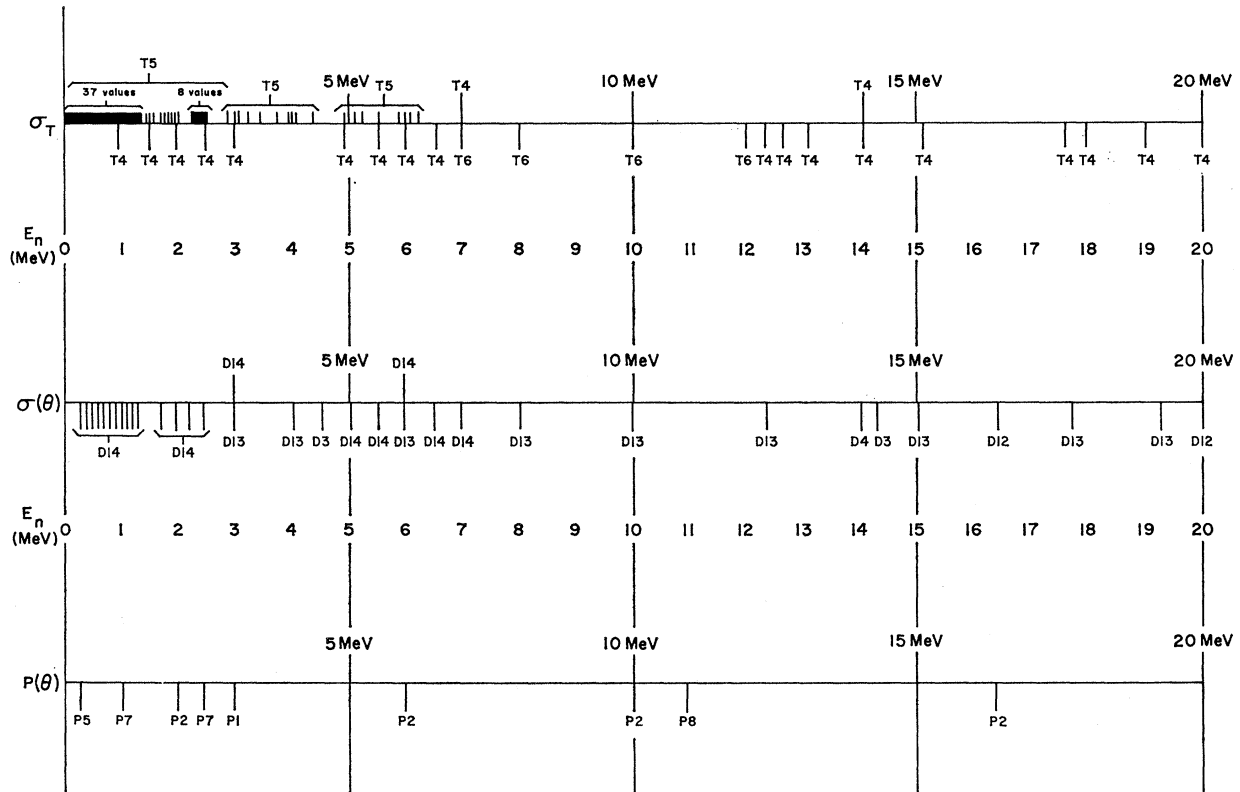 T5
37 values
8 values
T5
5 MeV
T5
T4
10 MeV
T4
15 MeV
20 MeV
σT
T4 T4 T4 T4 T4 T4 T4 T4 T4 T6 T6 T6 T6 T4 T4 T4 T4 T4 T4 T4 T4 T4
En (MeV)
0 1 2 3 4 5 6 7 8 9 10 11 12 13 14 15 16 17 18 19 20
D14 5 MeV D14 10 MeV 15 MeV 20 MeV
σ(θ)
D14 D14 D13 D13 D3 D14 D14 D13 D14 D14 D13 D13 D13 D4 D3 D13 D12 D13 D13 D12
En (MeV)
0 1 2 3 4 5 6 7 8 9 10 11 12 13 14 15 16 17 18 19 20
5 MeV 10 MeV 15 MeV 20 MeV
P(θ)
P5 P7 P2 P7 P1 P2 P2 P8 P2